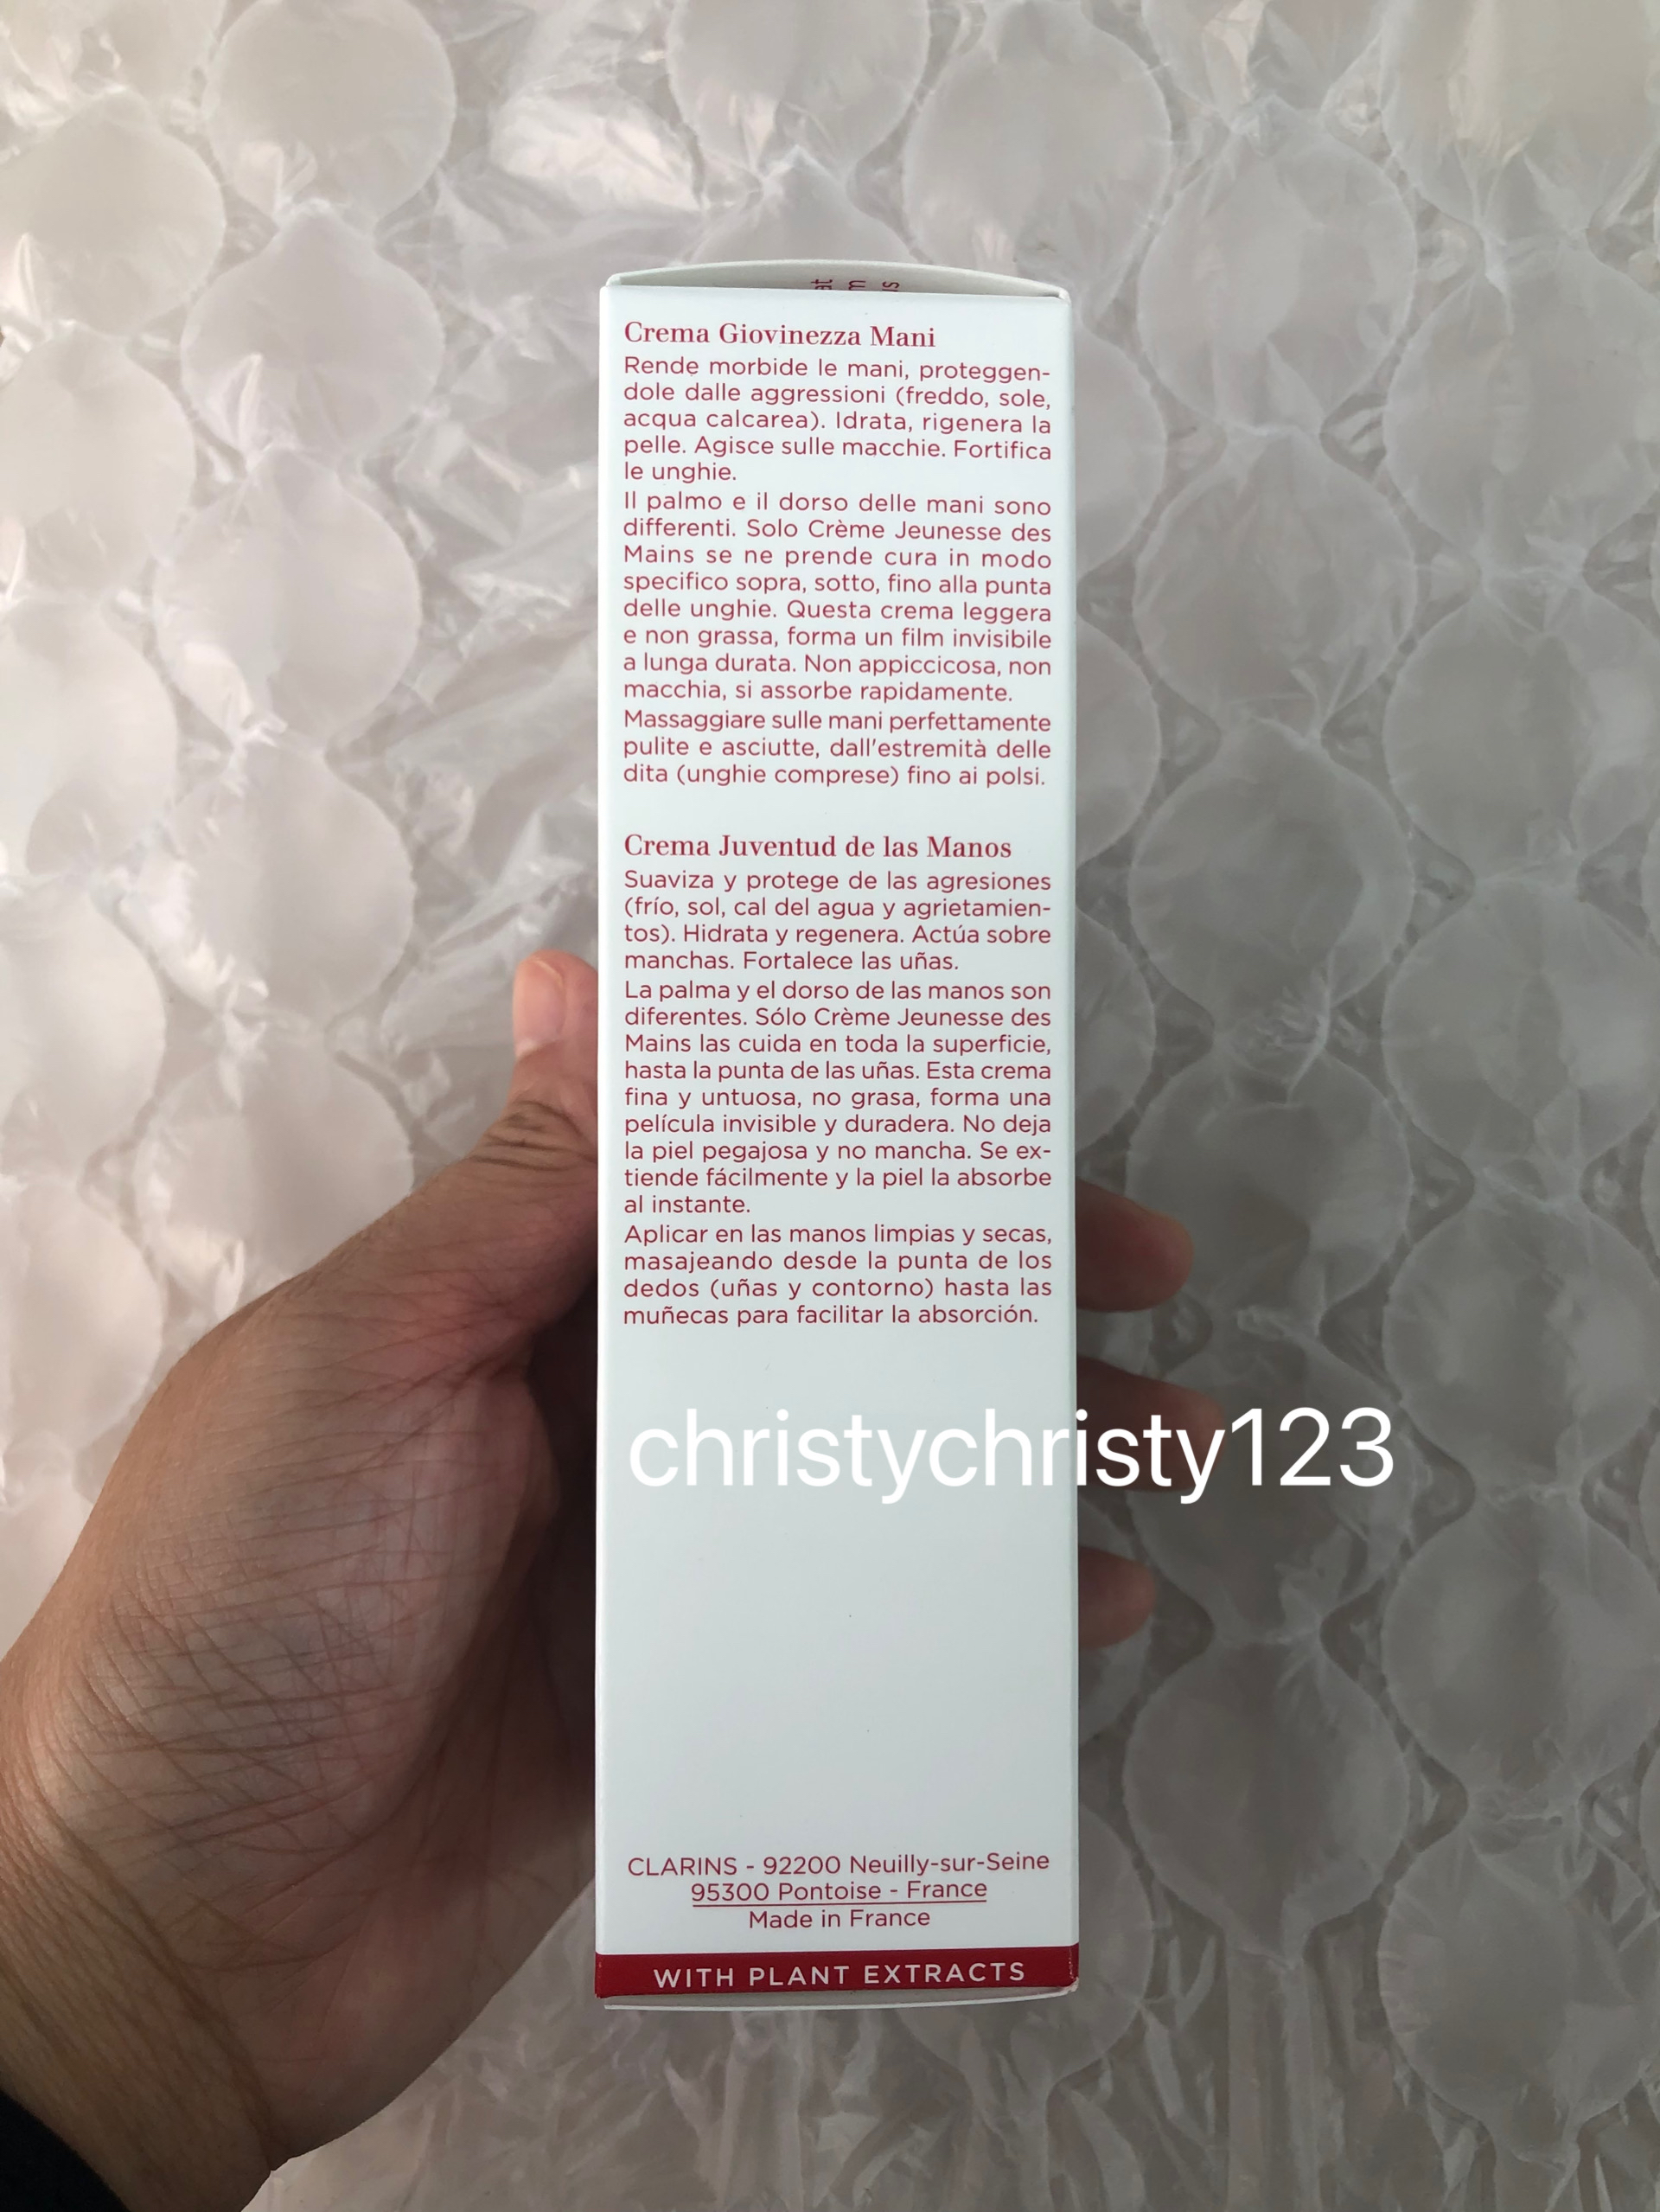 Crema Giovinezza Mani
Rende morbide le mani, proteggen-
dole dalle aggressioni (freddo, sole,
acqua calcarea). Idrata, rigenera la
pelle. Agisce sulle macchie. Fortifica
le unghie.
Il palmo e il dorso delle mani sono
differenti. Solo Crème Jeunesse des
Mains se ne prende cura in modo
specifico sopra, sotto, fino alla punta
delle unghie. Questa crema leggera
e non grassa, forma un film invisibile
a lunga durata. Non appiccicosa, non
macchia, si assorbe rapidamente.
Massaggiare sulle mani perfettamente
pulite e asciutte, dall'estremità delle
dita (unghie comprese) fino ai polsi.
Crema Juventud de las Manos
Suaviza y protege de las agresiones
(frío, sol, cal del agua y agrietamien-
tos). Hidrata y regenera. Actúa sobre
manchas. Fortalece las uñas.
La palma y el dorso de las manos son
diferentes. Sólo Crème Jeunesse des
Mains las cuida en toda la superficie,
hasta la punta de las uñas. Esta crema
fina y untuosa, no grasa, forma una
película invisible y duradera. No deja
la piel pegajosa y no mancha. Se ex-
tiende fácilmente y la piel la absorbe
al instante.
Aplicar en las manos limpias y secas,
masajeando desde la punta de los
dedos (uñas y contorno) hasta las
muñecas para facilitar la absorción.
christychristy123
CLARINS - 92200 Neuilly-sur-Seine
95300 Pontoise - France
Made in France
WITH PLANT EXTRACTS